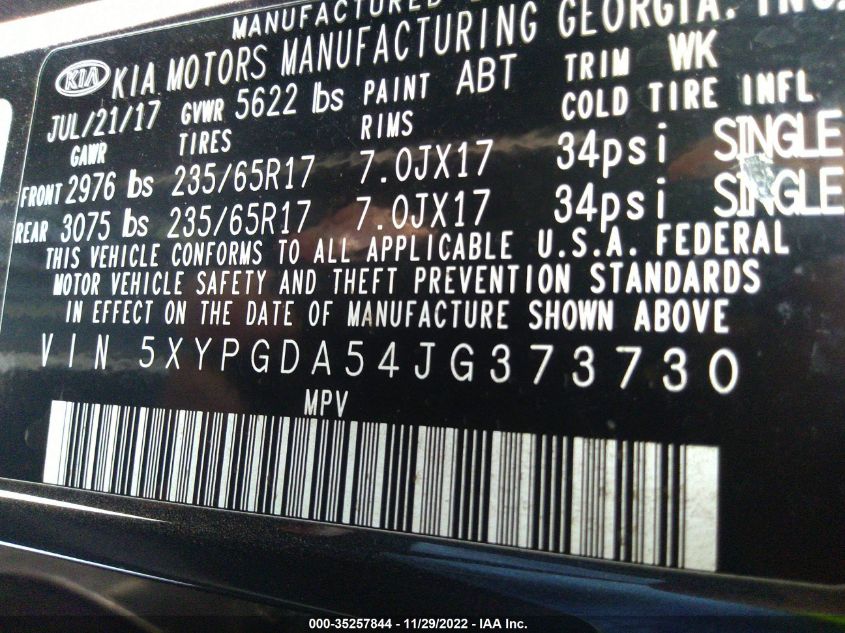 MANUFACTURED
KIA KIA MOTORS MANUFACTURING GEORGIA, INC.
JUL/21/17 GVWR 5622 lbs PAINT ABT TRIM WK
GAWR TIRES RIMS COLD TIRE INFL
FRONT 2976 lbs 235/65R17 7.0JX17 34psi SINGLE
REAR 3075 lbs 235/65R17 7.0JX17 34psi SINGLE
THIS VEHICLE CONFORMS TO ALL APPLICABLE U.S.A. FEDERAL
MOTOR VEHICLE SAFETY AND THEFT PREVENTION STANDARDS
IN EFFECT ON THE DATE OF MANUFACTURE SHOWN ABOVE
VIN 5XYPGDA54JG373730
MPV
000-35257844 - 11/29/2022 - IAA Inc.